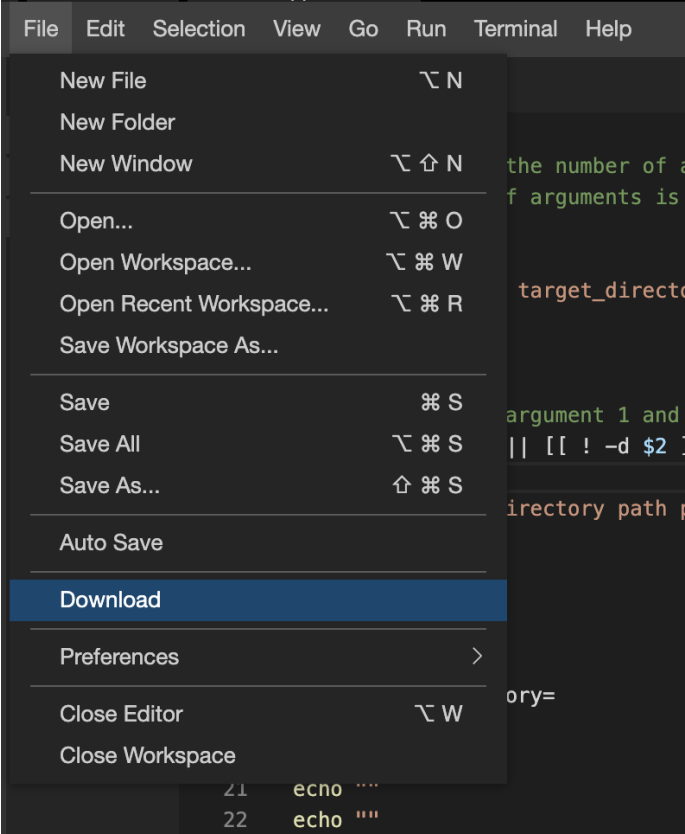 File Edit Selection View Go Run Terminal Help
New File ⌥ N
New Folder
New Window ⌥ ⇧ N
the number of
f arguments is
Open... ⌥ ⌘ O
Open Workspace... ⌥ ⌘ W
Open Recent Workspace... ⌥ ⌘ R
target_directo
Save Workspace As...
Save ⌘ S
argument 1 and
Save All ⌥ ⌘ S
|| [[ ! -d $2 ]
Save As... ⇧ ⌘ S
irectory path
Auto Save
Download
Preferences
ory=
Close Editor ⌥ W
Close Workspace
21 echo ""
22 echo ""